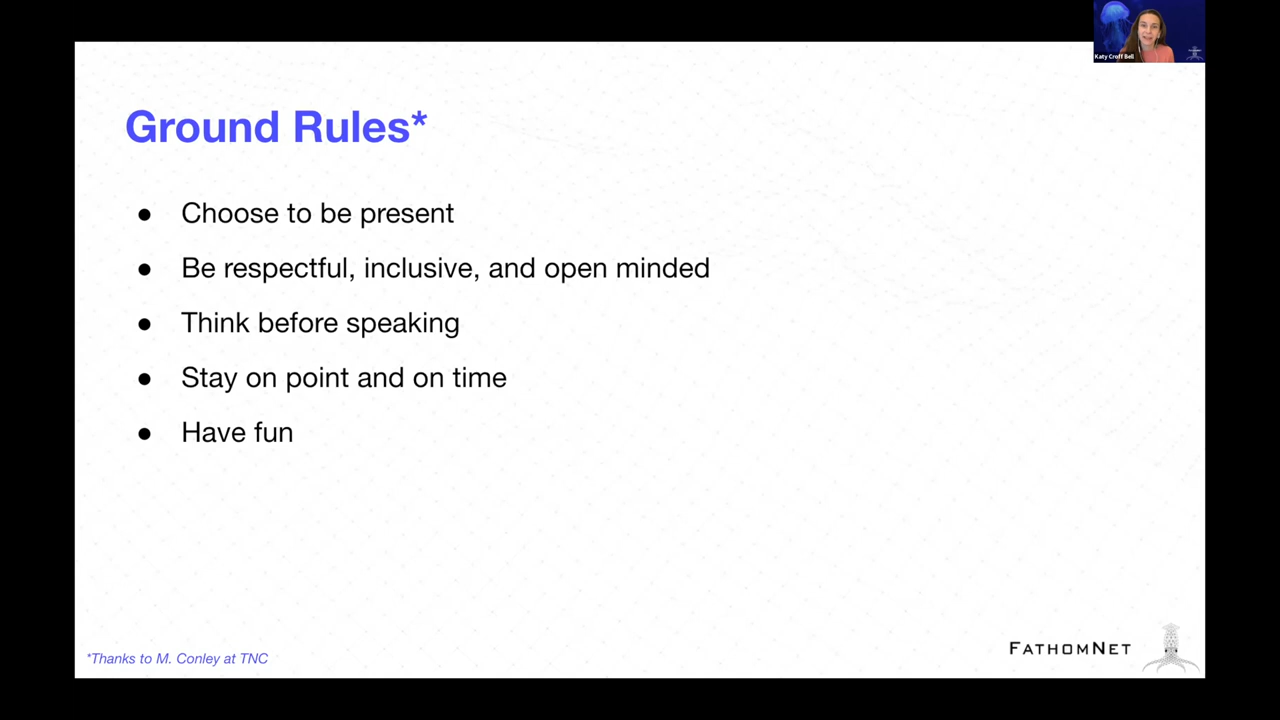 Katy Croff Bell
Ground Rules*
● Choose to be present
● Be respectful, inclusive, and open minded
● Think before speaking
● Stay on point and on time
● Have fun
*Thanks to M. Conley at TNC
FATHOMNET